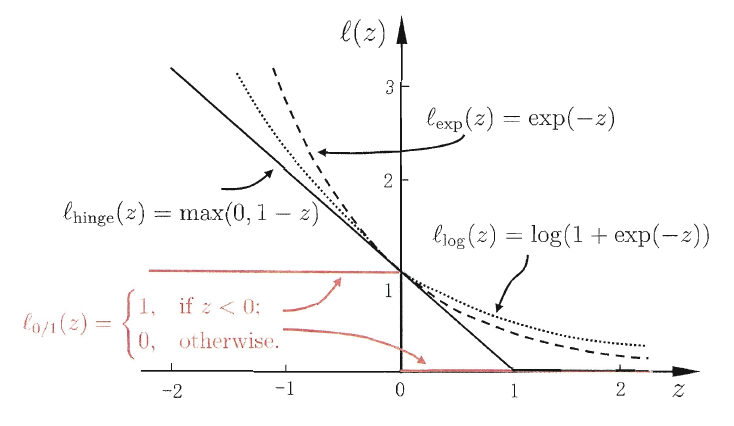 ℓ(z)
3
ℓ_exp(z) = exp(−z)
2
ℓ_hinge(z) = max(0, 1 − z)
ℓ_log(z) = log(1 + exp(−z))
1
ℓ_0/1(z) = { 1, if z < 0;
0, otherwise.
-2 -1 0 1 2 z